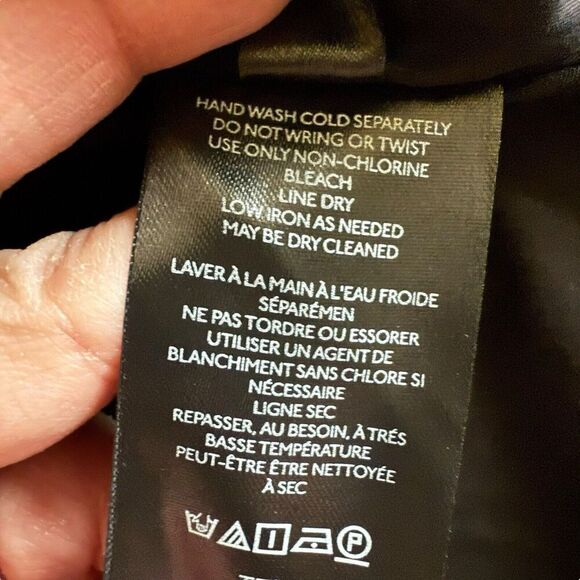 HAND WASH COLD SEPARATELY
DO NOT WRING OR TWIST
USE ONLY NON-CHLORINE
BLEACH
LINE DRY
LOW IRON AS NEEDED
MAY BE DRY CLEANED
LAVER À LA MAIN À L'EAU FROIDE
SÉPARÉMEN
NE PAS TORDRE OU ESSORER
UTILISER UN AGENT DE
BLANCHIMENT SANS CHLORE SI
NÉCESSAIRE
LIGNE SEC
REPASSER, AU BESOIN, À TRÉS
BASSE TEMPÉRATURE
PEUT-ÊTRE ÊTRE NETTOYÉE
À SEC
P